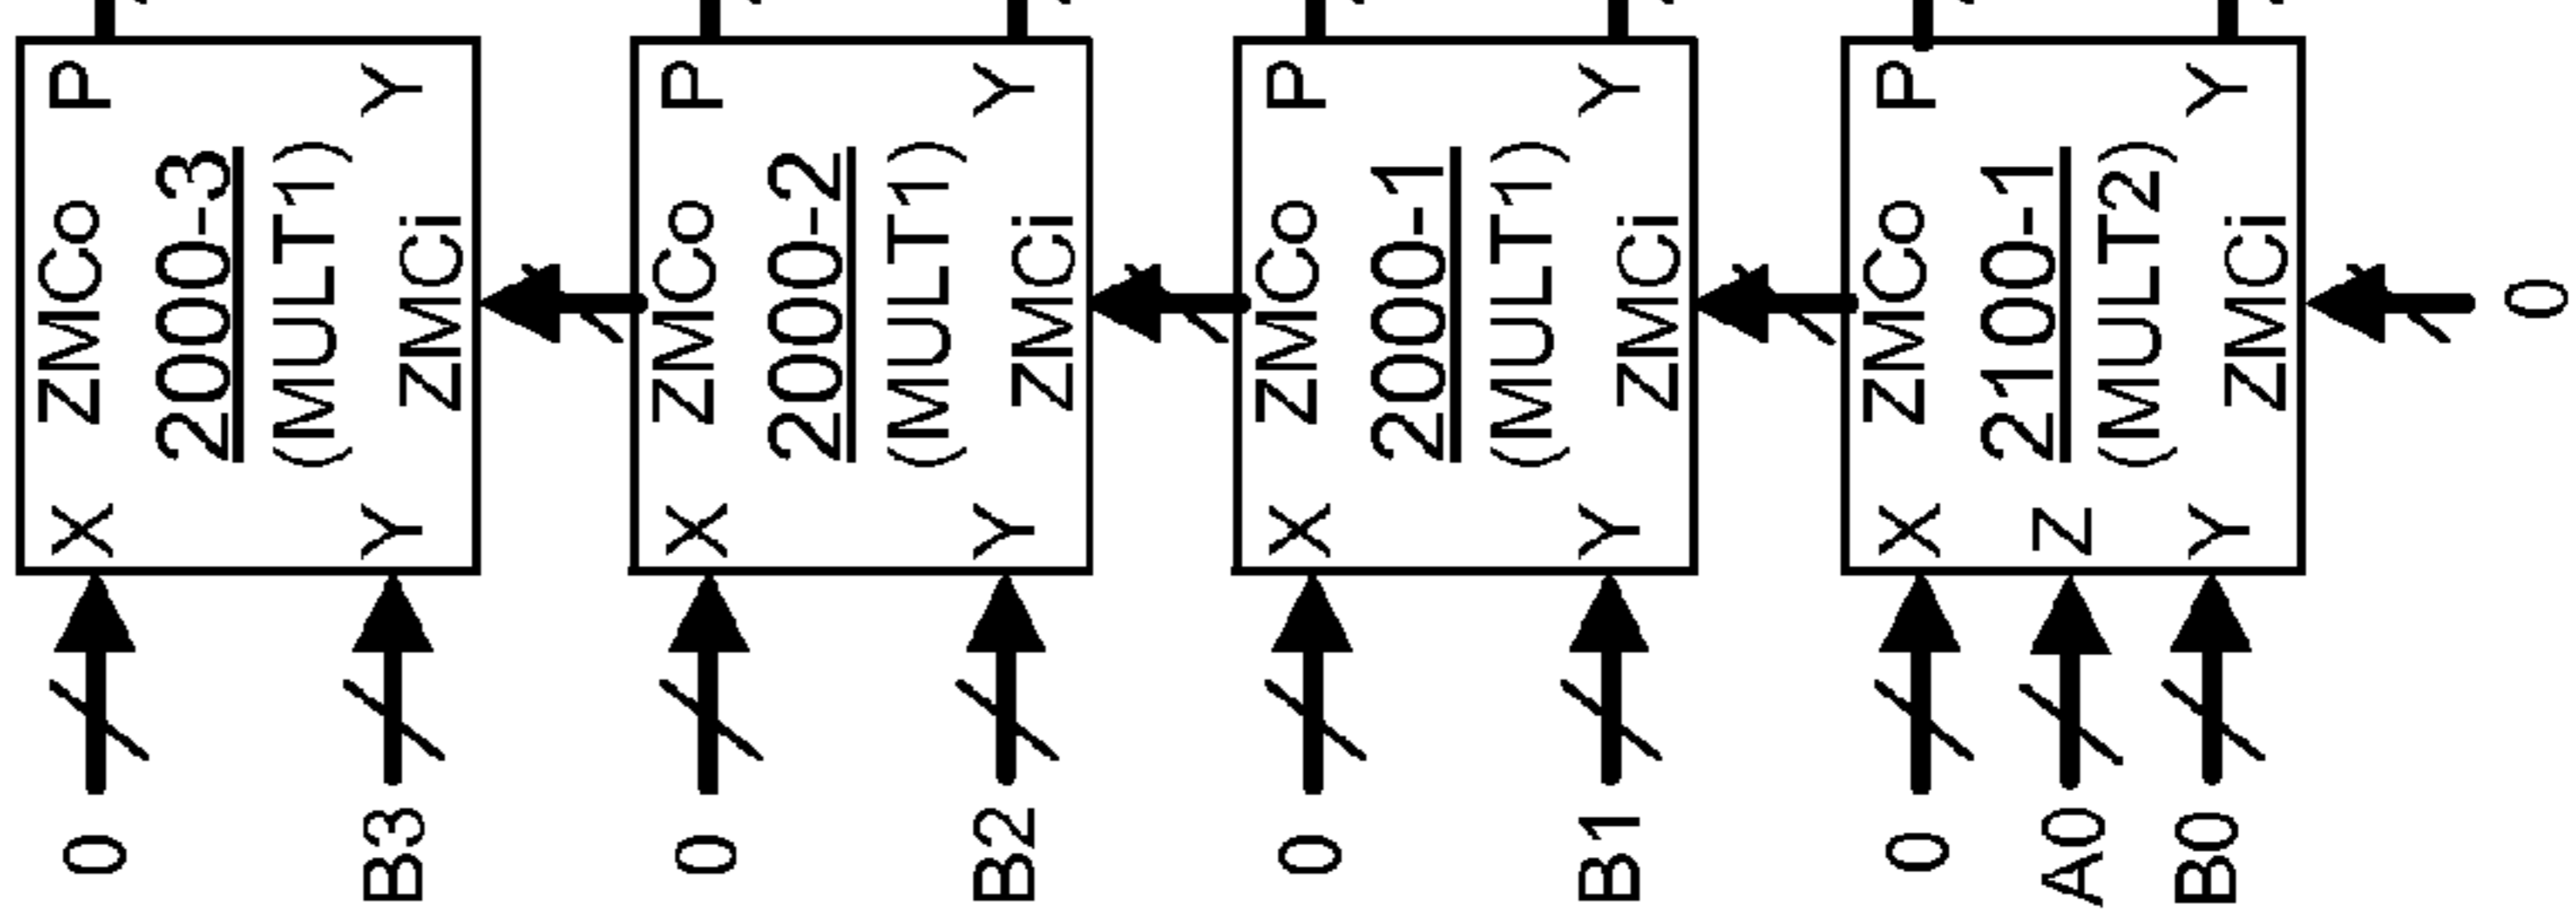 0 X ZMCo P
2000-3
(MULT1)
B3 Y Y
ZMCi
0 X ZMCo P
2000-2
(MULT1)
B2 Y Y
ZMCi
0 X ZMCo P
2000-1
(MULT1)
B1 Y Y
ZMCi
0 X ZMCo P
2100-1
A0 Z
(MULT2)
B0 Y Y
ZMCi
0